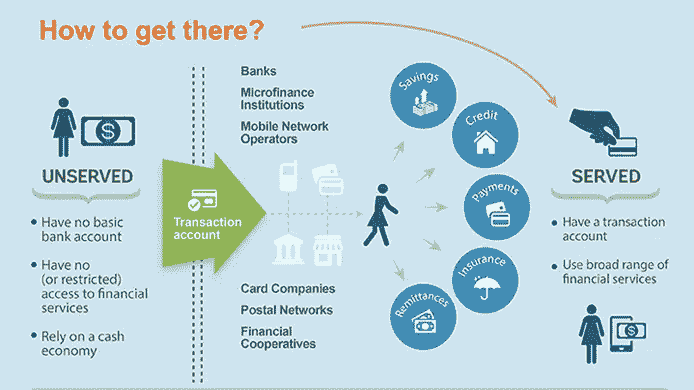 How to get there?
UNSERVED
• Have no basic
bank account
• Have no
(or restricted)
access to financial
services
• Rely on a cash
economy
Transaction
account
Banks
Microfinance
Institutions
Mobile Network
Operators
Card Companies
Postal Networks
Financial
Cooperatives
Savings
Credit
Payments
Insurance
Remittances
SERVED
• Have a transaction
account
• Use broad range of
financial services